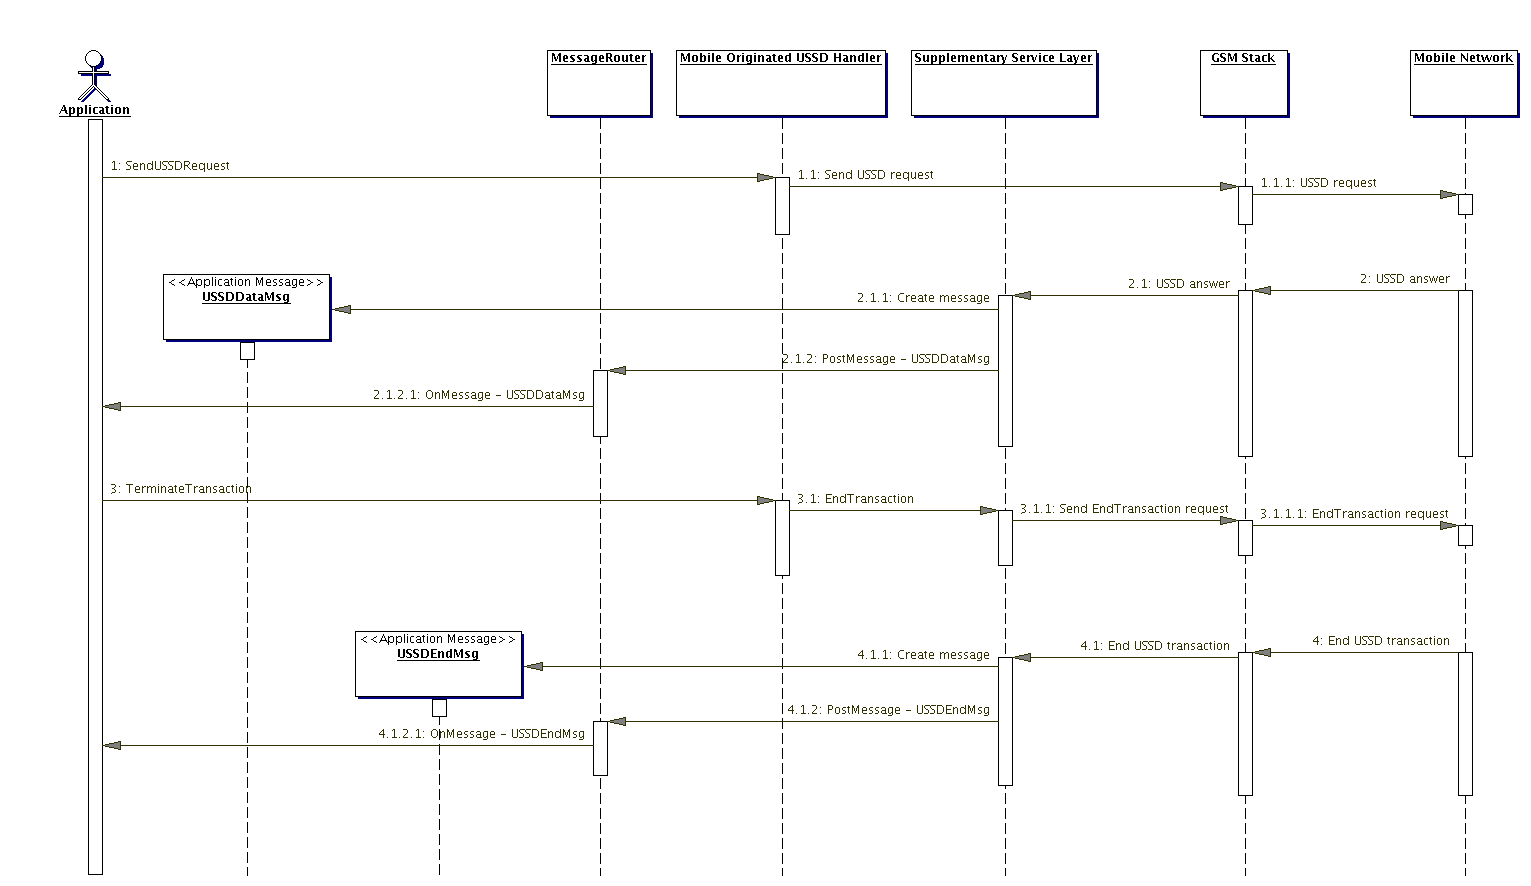 Application
MessageRouter
Mobile Originated USSD Handler
Supplementary Service Layer
GSM Stack
Mobile Network
1: SendUSSDRequest
1.1: Send USSD request
1.1.1: USSD request
<<Application Message>>
USSDDataMsg
2.1.1: Create message
2.1: USSD answer
2: USSD answer
2.1.2: PostMessage - USSDDataMsg
2.1.2.1: OnMessage - USSDDataMsg
3: TerminateTransaction
3.1: EndTransaction
3.1.1: Send EndTransaction request
3.1.1.1: EndTransaction request
<<Application Message>>
USSDEndMsg
4.1.1: Create message
4.1: End USSD transaction
4: End USSD transaction
4.1.2: PostMessage - USSDEndMsg
4.1.2.1: OnMessage - USSDEndMsg